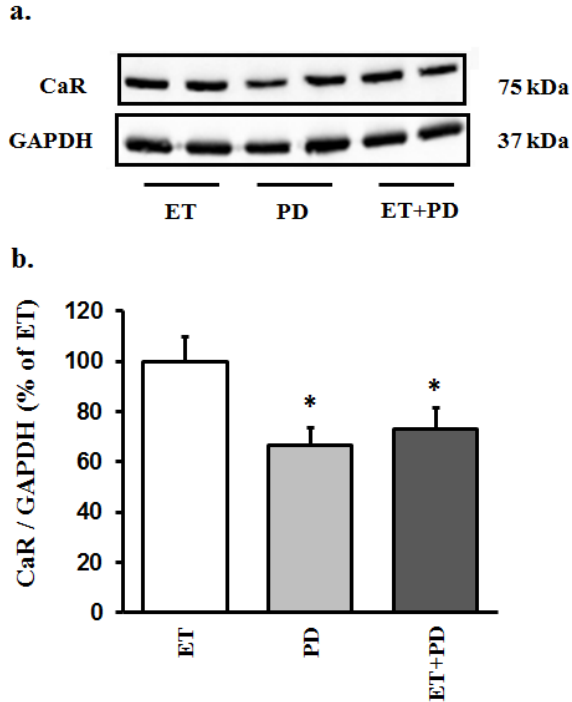 a.
CaR
75 kDa
GAPDH
37 kDa
ET
PD
ET+PD
b.
CaR / GAPDH (% of ET)
120
100
80
60
40
20
0
*
*
ET
PD
ET+PD